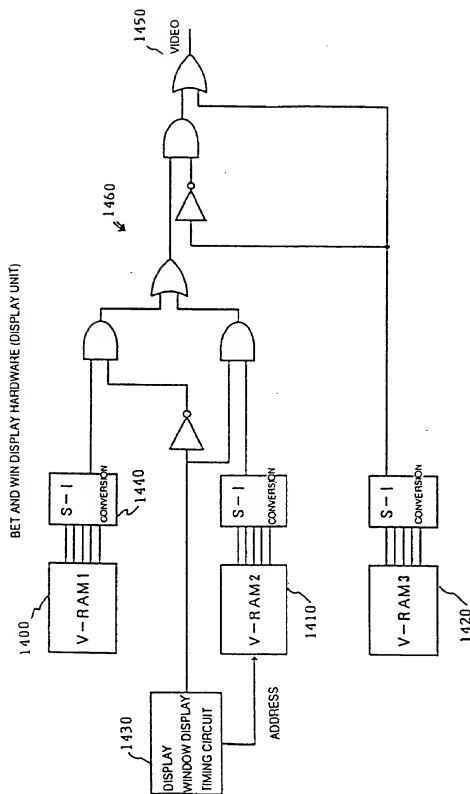 BET AND WIN DISPLAY HARDWARE (DISPLAY UNIT)
1400
V-RAM1
S-I
CONVERSION
1440
1460
1450
VIDEO
1430
DISPLAY
WINDOW DISPLAY
TIMING CIRCUIT
ADDRESS
V-RAM2
1410
S-I
CONVERSION
V-RAM3
1420
S-I
CONVERSION